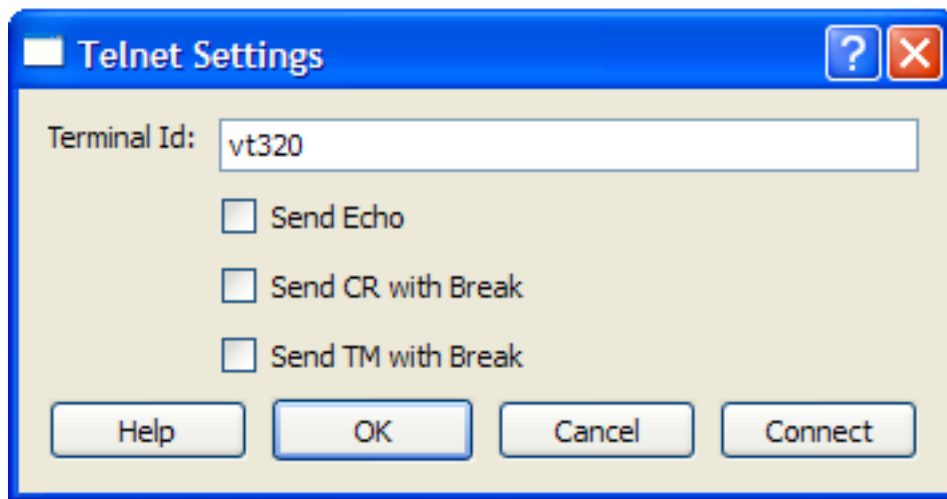 Telnet Settings
?
Terminal Id: vt320
Send Echo
Send CR with Break
Send TM with Break
Help OK Cancel Connect